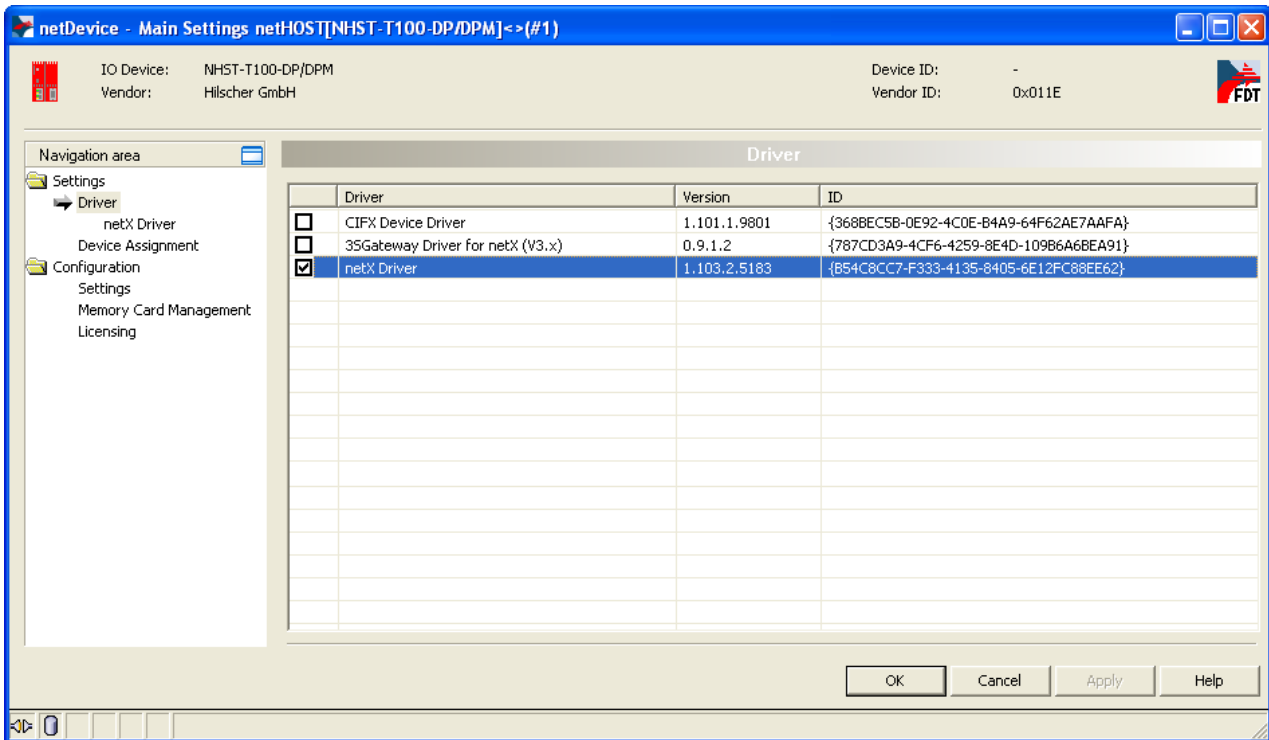 netDevice - Main Settings netHOST[NHST-T100-DP/DPM]<>(#1)
IO Device: NHST-T100-DP/DPM Device ID: -
Vendor: Hilscher GmbH Vendor ID: 0x011E
FDT
Navigation area
Settings
Driver
netX Driver
Device Assignment
Configuration
Settings
Memory Card Management
Licensing
Driver
Driver Version ID
CIFX Device Driver 1.101.1.9801 {368BEC5B-0E92-4C0E-B4A9-64F62AE7AAFA}
3SGateway Driver for netX (V3.x) 0.9.1.2 {787CD3A9-4CF6-4259-8E4D-109B6A6BEA91}
netX Driver 1.103.2.5183 {B54C8CC7-F333-4135-8405-6E12FC88EE62}
OK Cancel Apply Help